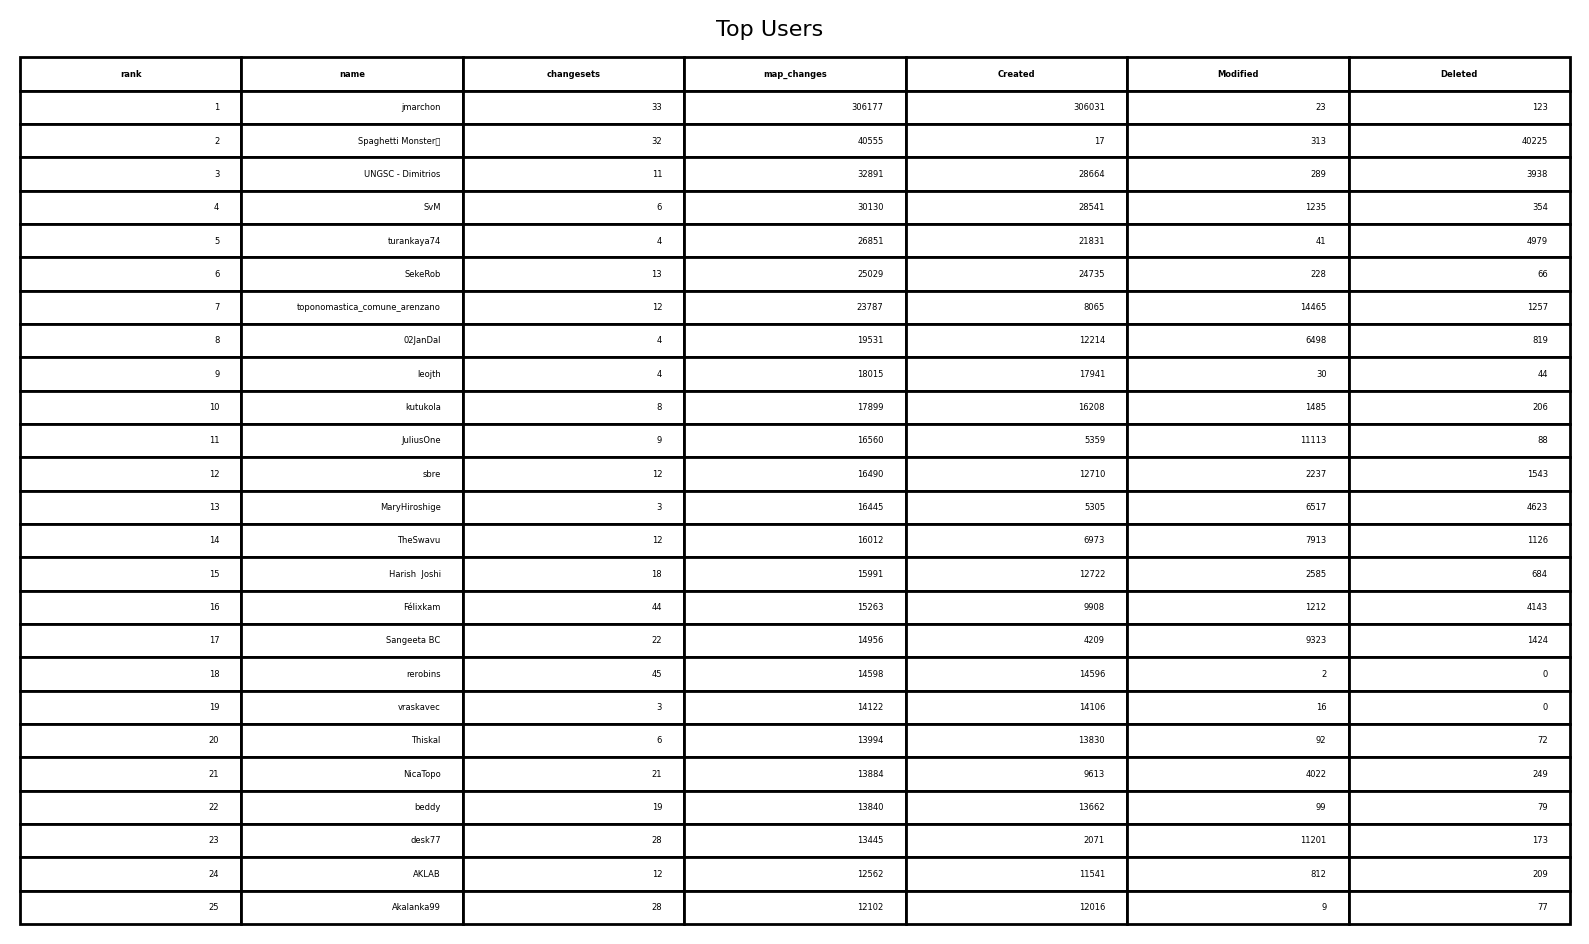 Top Users
rank name changesets map_changes Created Modified Deleted
1 jmarchon 33 306177 306031 23 123
2 Spaghetti Monster 32 40555 17 313 40225
3 UNGSC - Dimitrios 11 32891 28664 289 3938
4 SvM 6 30130 28541 1235 354
5 turankaya74 4 26851 21831 41 4979
6 SekeRob 13 25029 24735 228 66
7 toponomastica_comune_arenzano 12 23787 8065 14465 1257
8 02JanDal 4 19531 12214 6498 819
9 leojth 4 18015 17941 30 44
10 kutukola 8 17899 16208 1485 206
11 JuliusOne 9 16560 5359 11113 88
12 sbre 12 16490 12710 2237 1543
13 MaryHiroshige 3 16445 5305 6517 4623
14 TheSwavu 12 16012 6973 7913 1126
15 Harish  Joshi 18 15991 12722 2585 684
16 Félixkam 44 15263 9908 1212 4143
17 Sangeeta BC 22 14956 4209 9323 1424
18 rerobins 45 14598 14596 2 0
19 vraskavec 3 14122 14106 16 0
20 Thiskal 6 13994 13830 92 72
21 NicaTopo 21 13884 9613 4022 249
22 beddy 19 13840 13662 99 79
23 desk77 28 13445 2071 11201 173
24 AKLAB 12 12562 11541 812 209
25 Akalanka99 28 12102 12016 9 77